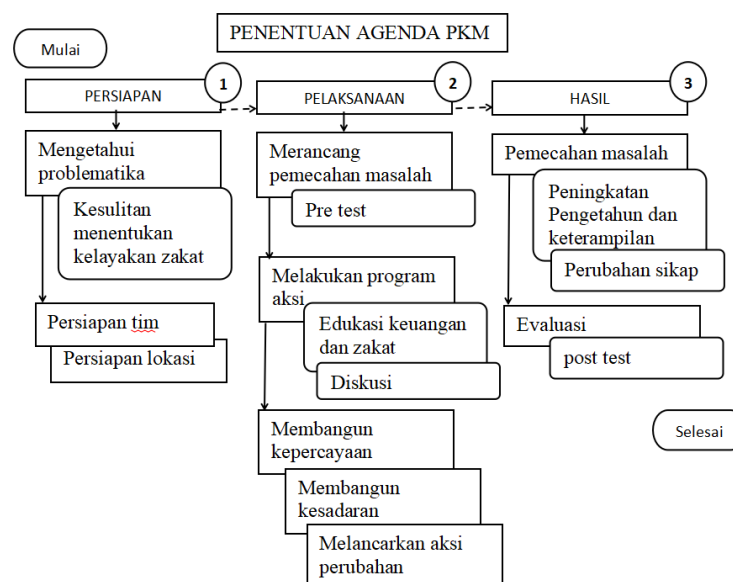 PENENTUAN AGENDA PKM
Mulai
1
PERSIAPAN
Mengetahui
problematika
Kesulitan
menentukan
kelayakan zakat
Persiapan tim
Persiapan lokasi
2
PELAKSANAAN
Merancang
pemecahan masalah
Pre test
Melakukan program
aksi
Edukasi keuangan
dan zakat
Diskusi
Membangun
kepercayaan
Membangun
kesadaran
Melancarkan aksi
perubahan
3
HASIL
Pemecahan masalah
Peningkatan
Pengetahun dan
keterampilan
Perubahan sikap
Evaluasi
post test
Selesai